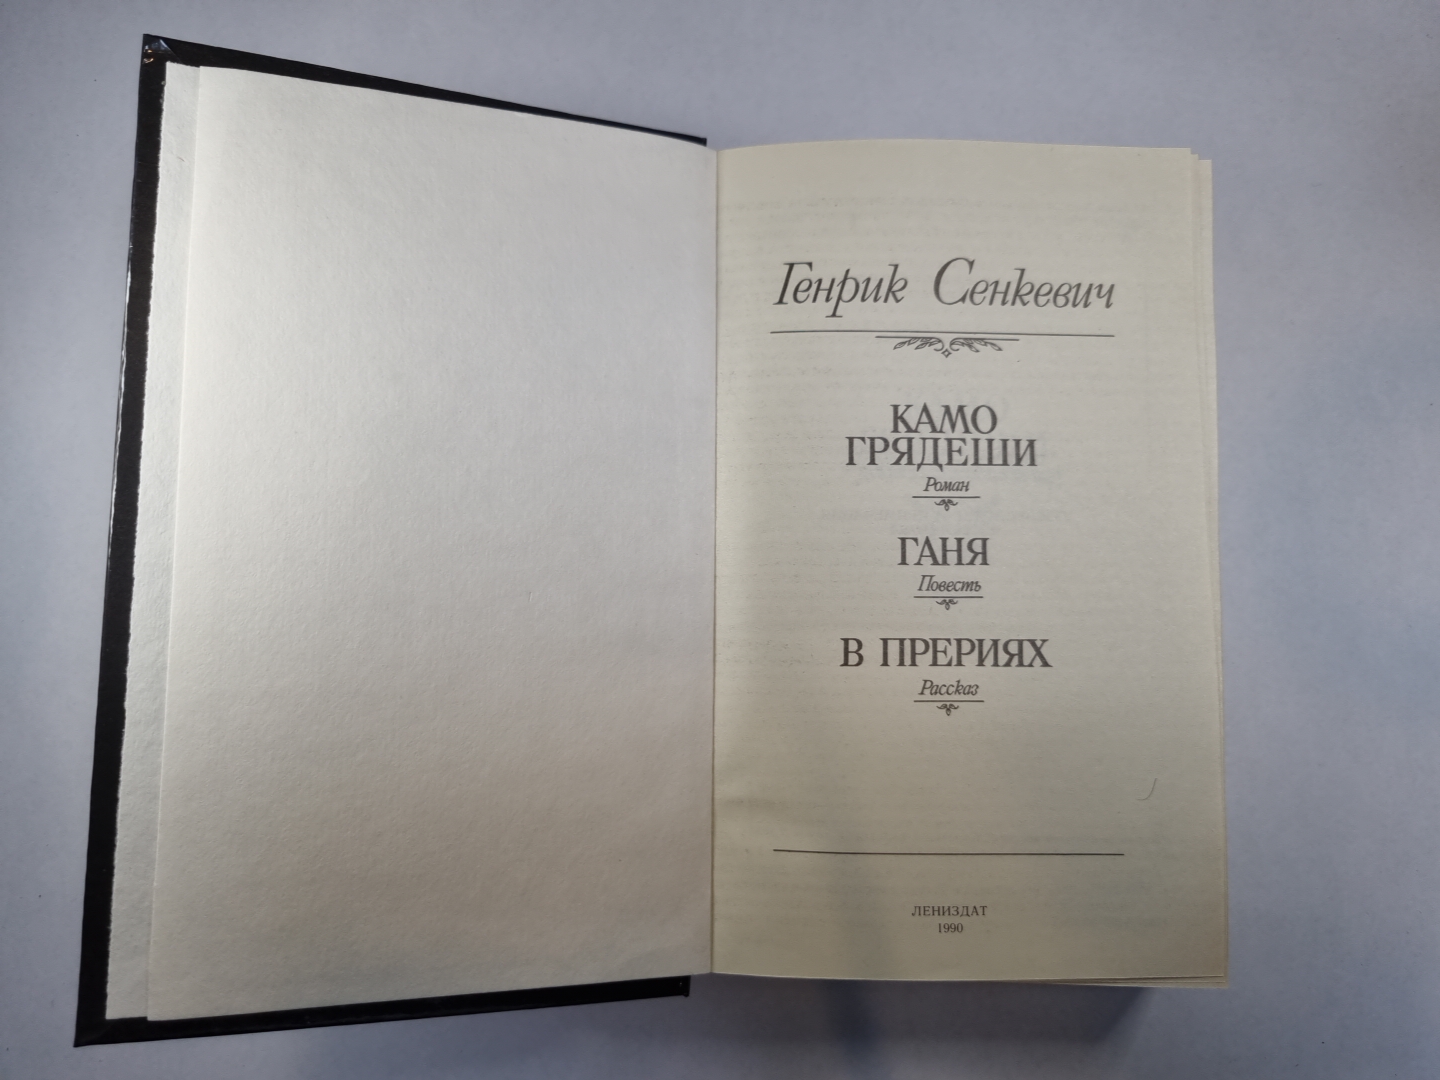 Генрик Сенкевич
КАМО
ГРЯДЕШИ
Роман
ГАНЯ
Повесть
В ПРЕРИЯХ
Рассказ
ЛЕНИЗДАТ
1990